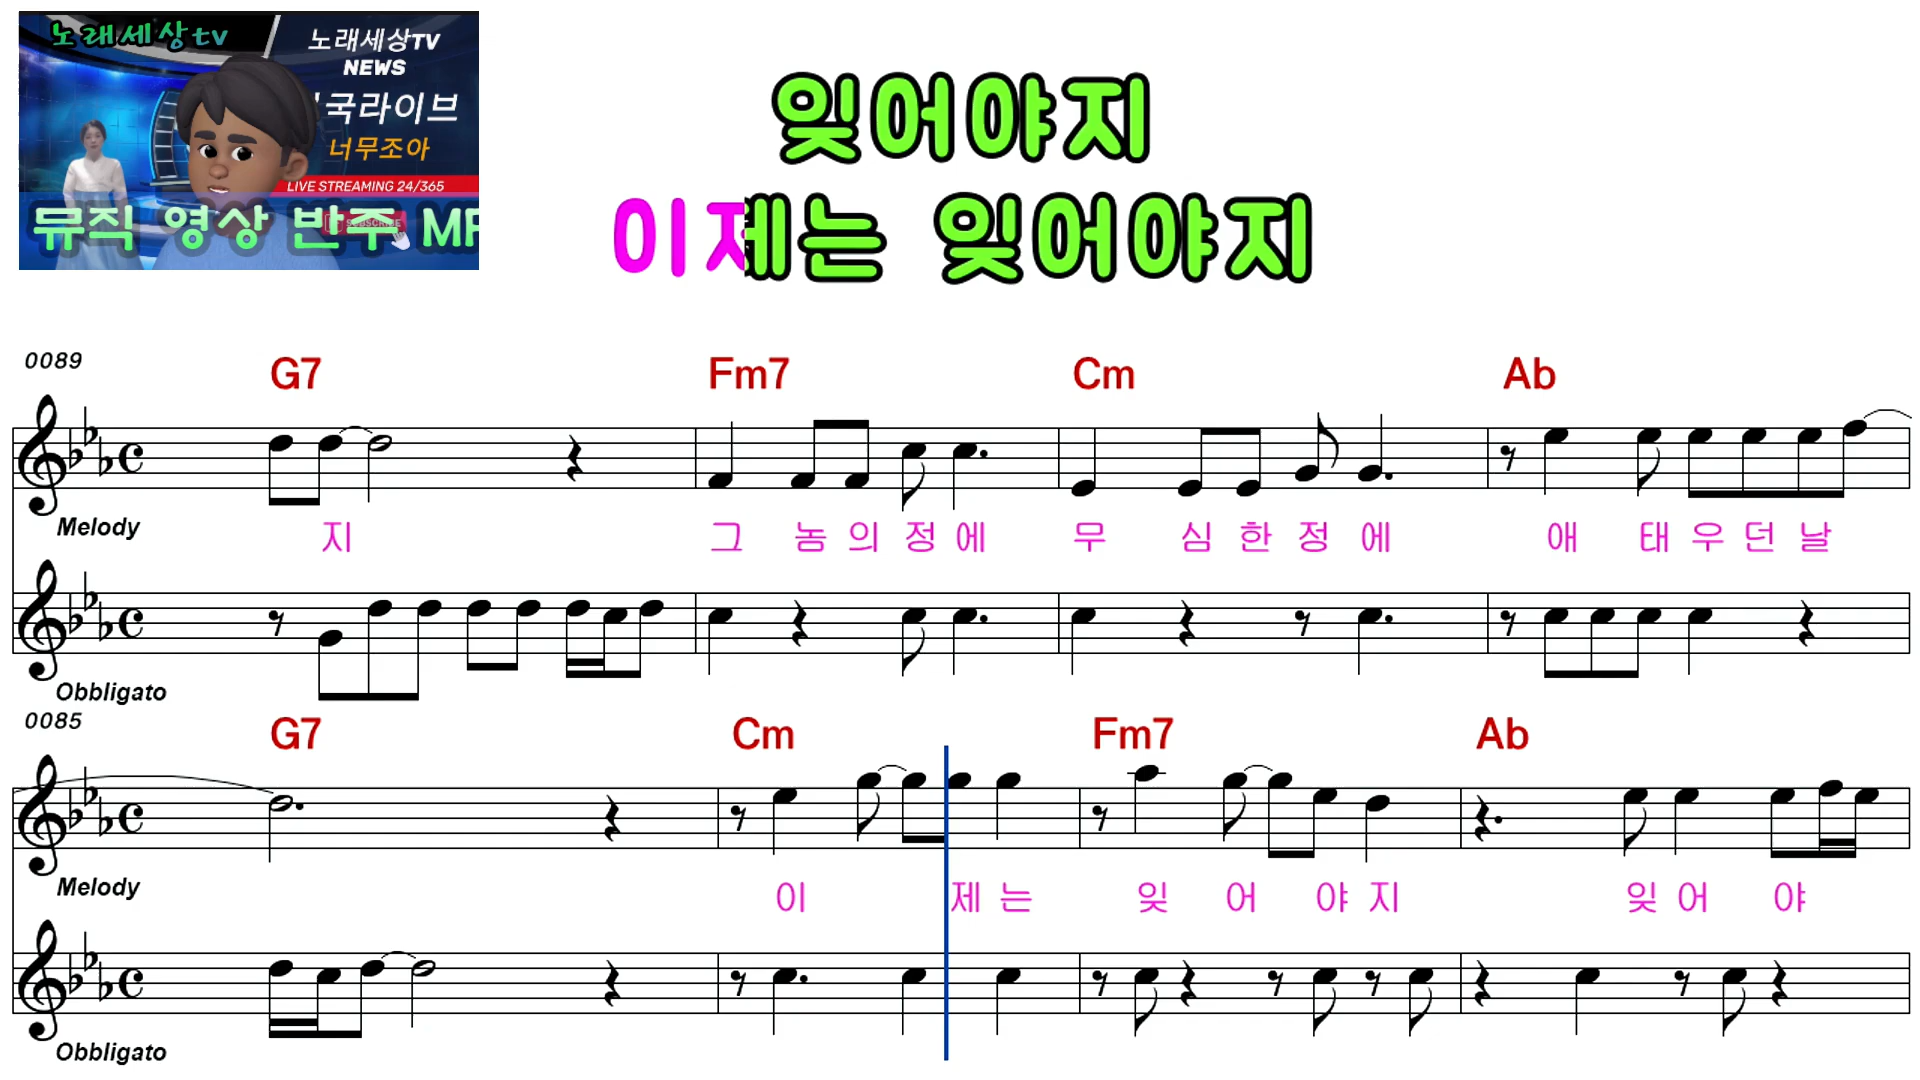 노래세상tv
노래세상TV
NEWS
국라이브
너무조아
LIVE STREAMING 24/365
뮤직 영상 반주 MR
잊어야지
이제는 잊어야지
0089
G7 Fm7 Cm Ab
Melody
지 그 놈 의 정 에 무 심 한 정 에 애 태 우 던 날
Obbligato
0085
G7 Cm Fm7 Ab
Melody
이 제 는 잊 어 야 지 잊 어 야
Obbligato